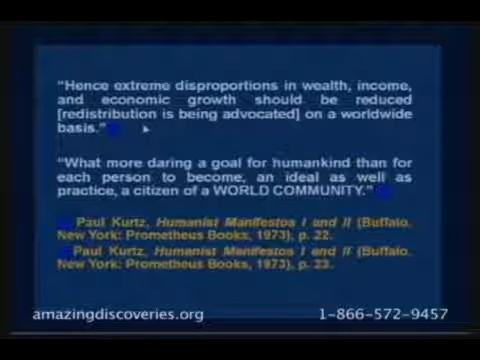 "Hence extreme disproportions in wealth, income,
and economic growth should be reduced
[redistribution is being advocated] on a worldwide
basis."
"What more daring a goal for humankind than for
each person to become, an ideal as well as
practice, a citizen of a WORLD COMMUNITY."
Paul Kurtz, Humanist Manifestos I and II (Buffalo.
New York: Prometheus Books, 1973), p. 22.
Paul Kurtz, Humanist Manifestos I and II (Buffalo.
New York: Prometheus Books, 1973), p. 23.
amazingdiscoveries.org 1-866-572-9457